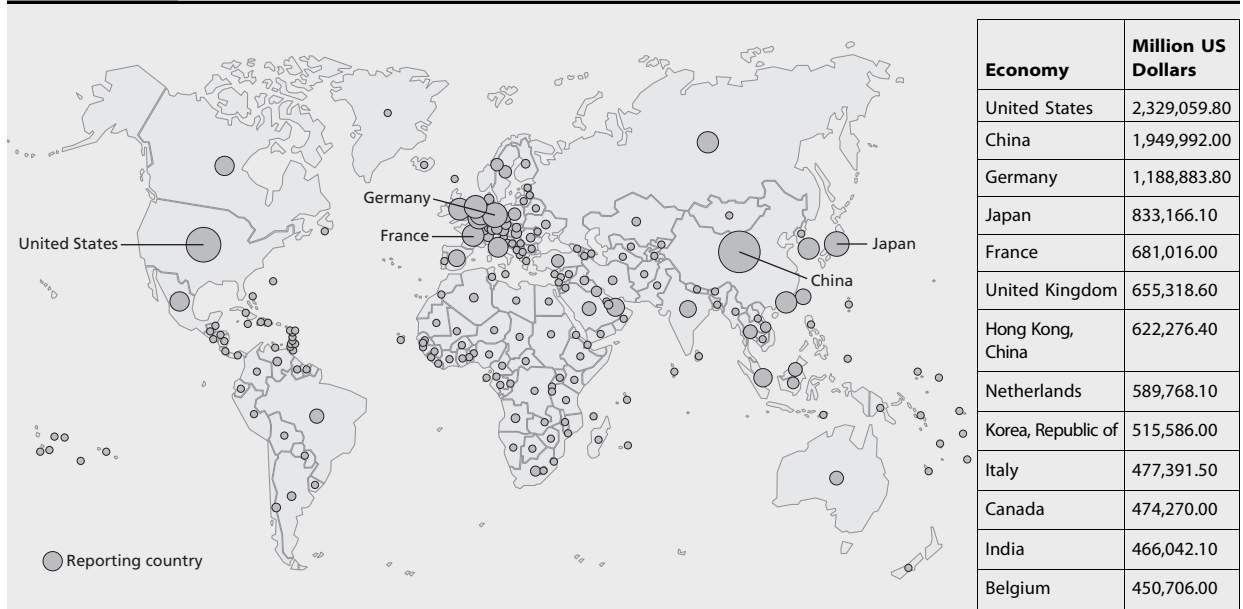 Germany
France
United States
Japan
China
Reporting country
Economy Million US
Dollars
United States 2,329,059.80
China 1,949,992.00
Germany 1,188,883.80
Japan 833,166.10
France 681,016.00
United Kingdom 655,318.60
Hong Kong,
China 622,276.40
Netherlands 589,768.10
Korea, Republic of 515,586.00
Italy 477,391.50
Canada 474,270.00
India 466,042.10
Belgium 450,706.00